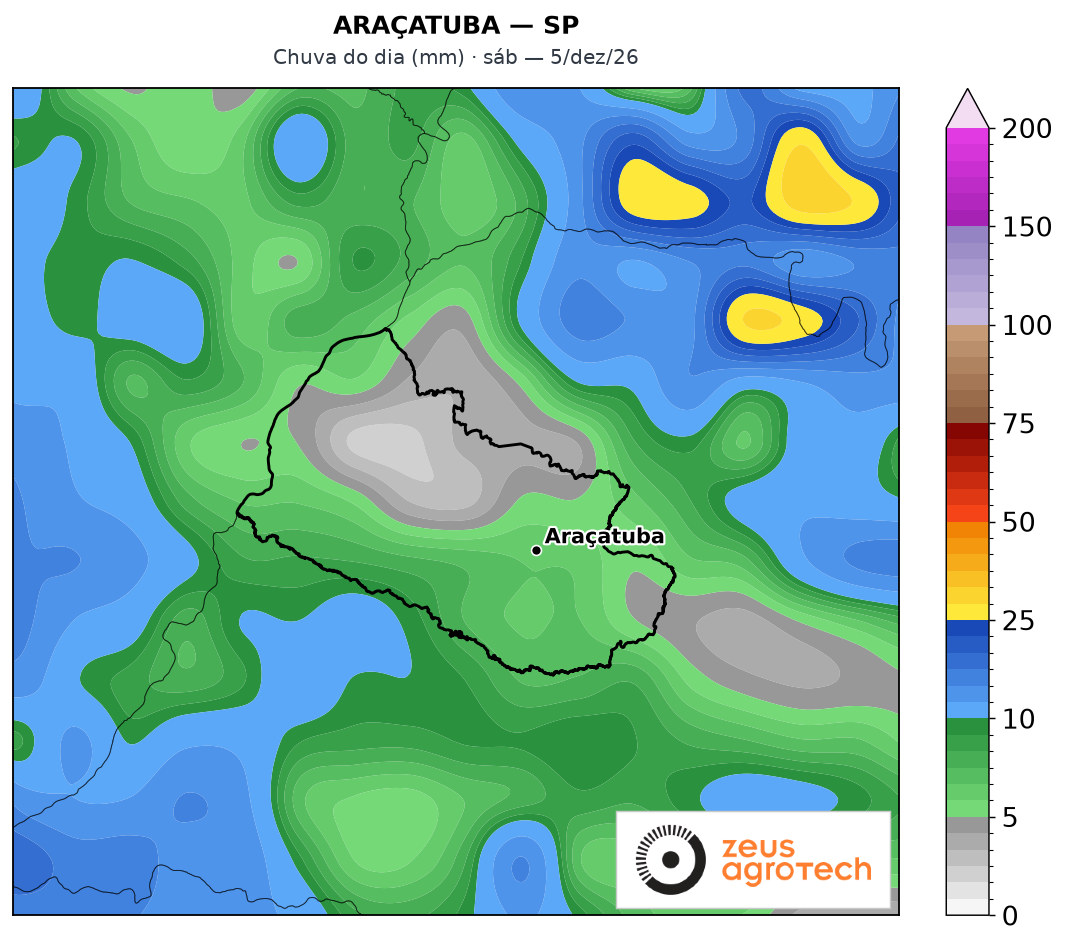 ARAÇATUBA — SP
Chuva do dia (mm) · sáb — 5/dez/26
200
150
100
75
50
25
10
5
0
Araçatuba
zeus
agrotech